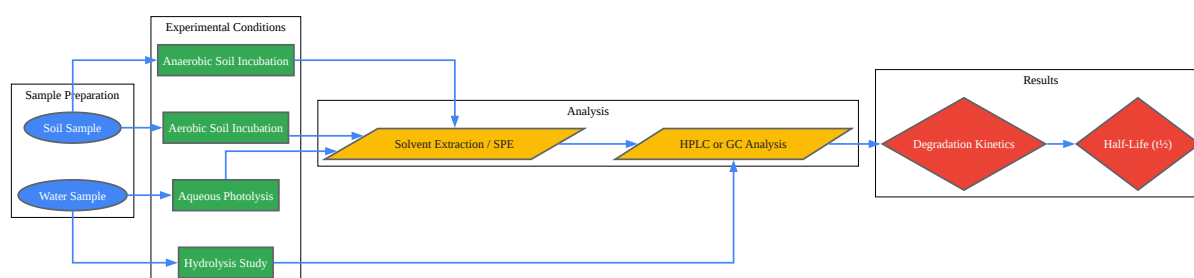 Experimental Conditions
Anaerobic Soil Incubation
Sample Preparation
Soil Sample
Aerobic Soil Incubation
Water Sample
Aqueous Photolysis
Hydrolysis Study
Analysis
Solvent Extraction / SPE
HPLC or GC Analysis
Results
Degradation Kinetics
Half-Life (t½)